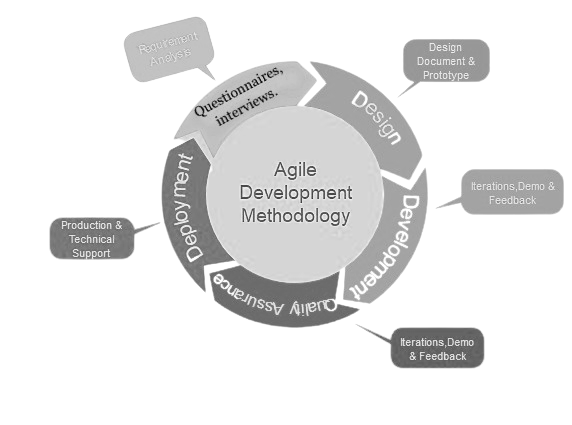 Requirement
Analysis
Questionnaires,
interviews.
Design
Document &
Prototype
Design
Iterations,Demo &
Feedback
Development
Iterations,Demo
& Feedback
Quality Assurance
Production &
Technical
Support
Deployment
Agile
Development
Methodology